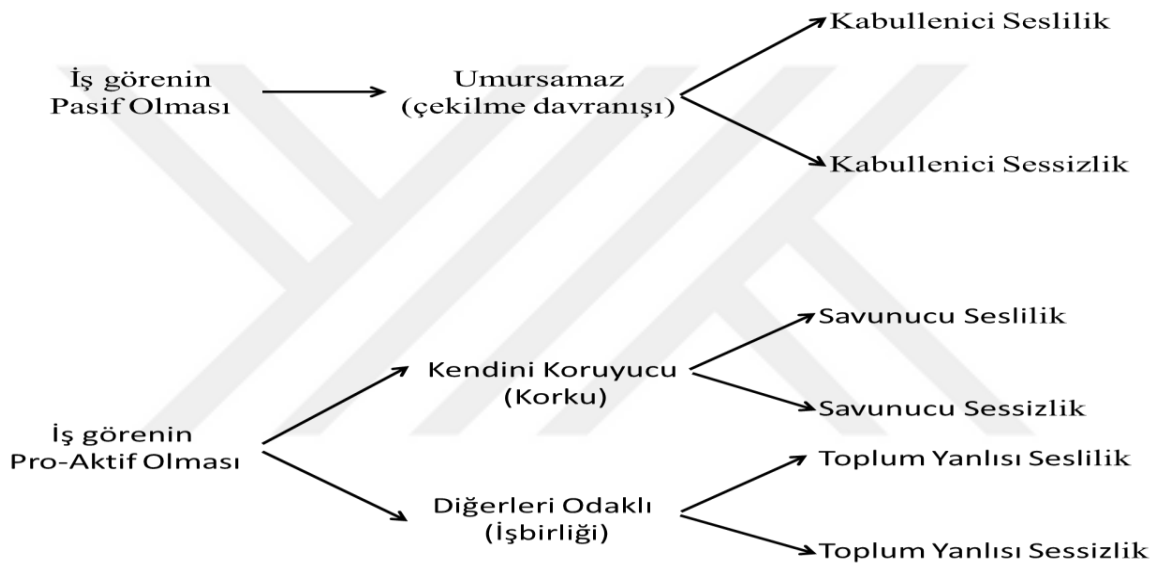 Kabullenici Seslilik
İş görenin
Pasif Olması
Umursamaz
(çekilme davranışı)
Kabullenici Sessizlik
Savunucu Seslilik
Kendini Koruyucu
(Korku)
Savunucu Sessizlik
İş görenin
Pro-Aktif Olması
Toplum Yanlısı Seslilik
Diğerleri Odaklı
(İşbirliği)
Toplum Yanlısı Sessizlik